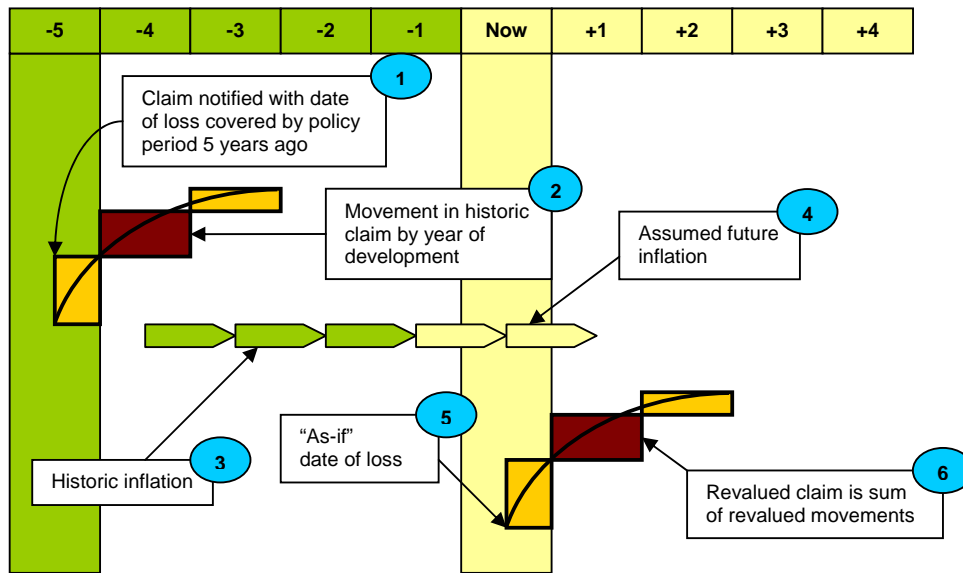 -5 -4 -3 -2 -1 Now +1 +2 +3 +4
1
Claim notified with date
of loss covered by policy
period 5 years ago
2
Movement in historic
claim by year of
development
4
Assumed future
inflation
5
"As-if"
date of loss
3
Historic inflation
6
Revalued claim is sum
of revalued movements